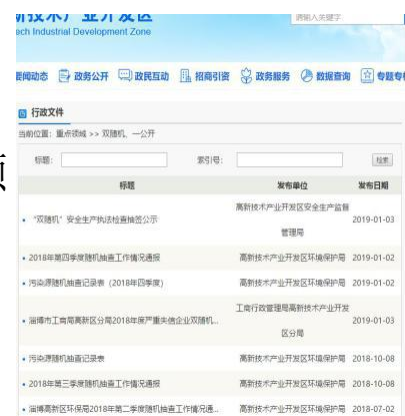 新技术产业开发区
ech Industrial Development Zone
请输入关键字
要闻动态 政务公开 政民互动 招商引资 政务服务 数据查询 专题专
行政文件
当前位置：重点领域 >> 双随机、一公开
标题： 索引号： 检索
标题 发布单位 发布日期
“双随机”安全生产执法检查抽签公示 高新技术产业开发区安全生产监督管理局 2019-01-03
2018年第四季度随机抽查工作情况通报 高新技术产业开发区环境保护局 2019-01-02
污染源随机抽查记录表（2018年四季度） 高新技术产业开发区环境保护局 2019-01-02
淄博市工商局高新区分局2018年度严重失信企业双随机... 工商行政管理局高新技术产业开发区分局 2019-01-03
污染源随机抽查记录表 高新技术产业开发区环境保护局 2018-10-08
2018年第三季度随机抽查工作情况通报 高新技术产业开发区环境保护局 2018-10-08
淄博高新区环保局2018年第二季度随机抽查工作情况通... 高新技术产业开发区环境保护局 2018-07-02